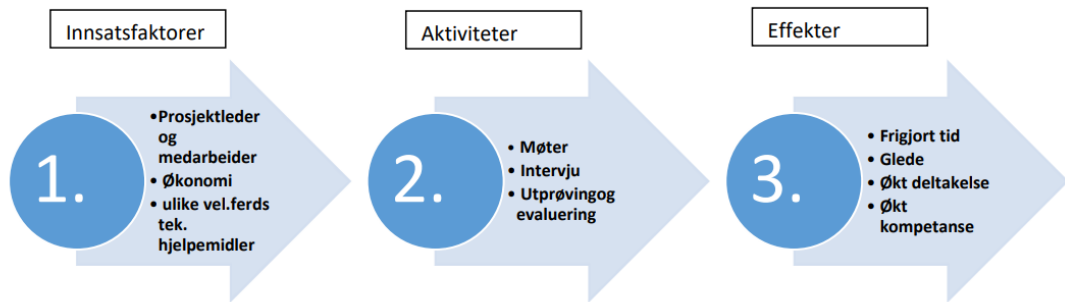 Innsatsfaktorer
1.
•Prosjektleder
og
medarbeider
• Økonomi
• ulike vel.ferds
tek.
hjelpemidler
Aktiviteter
2.
• Møter
• Intervju
• Utprøvingog
evaluering
Effekter
3.
• Frigjort tid
• Glede
• Økt deltakelse
• Økt
kompetanse